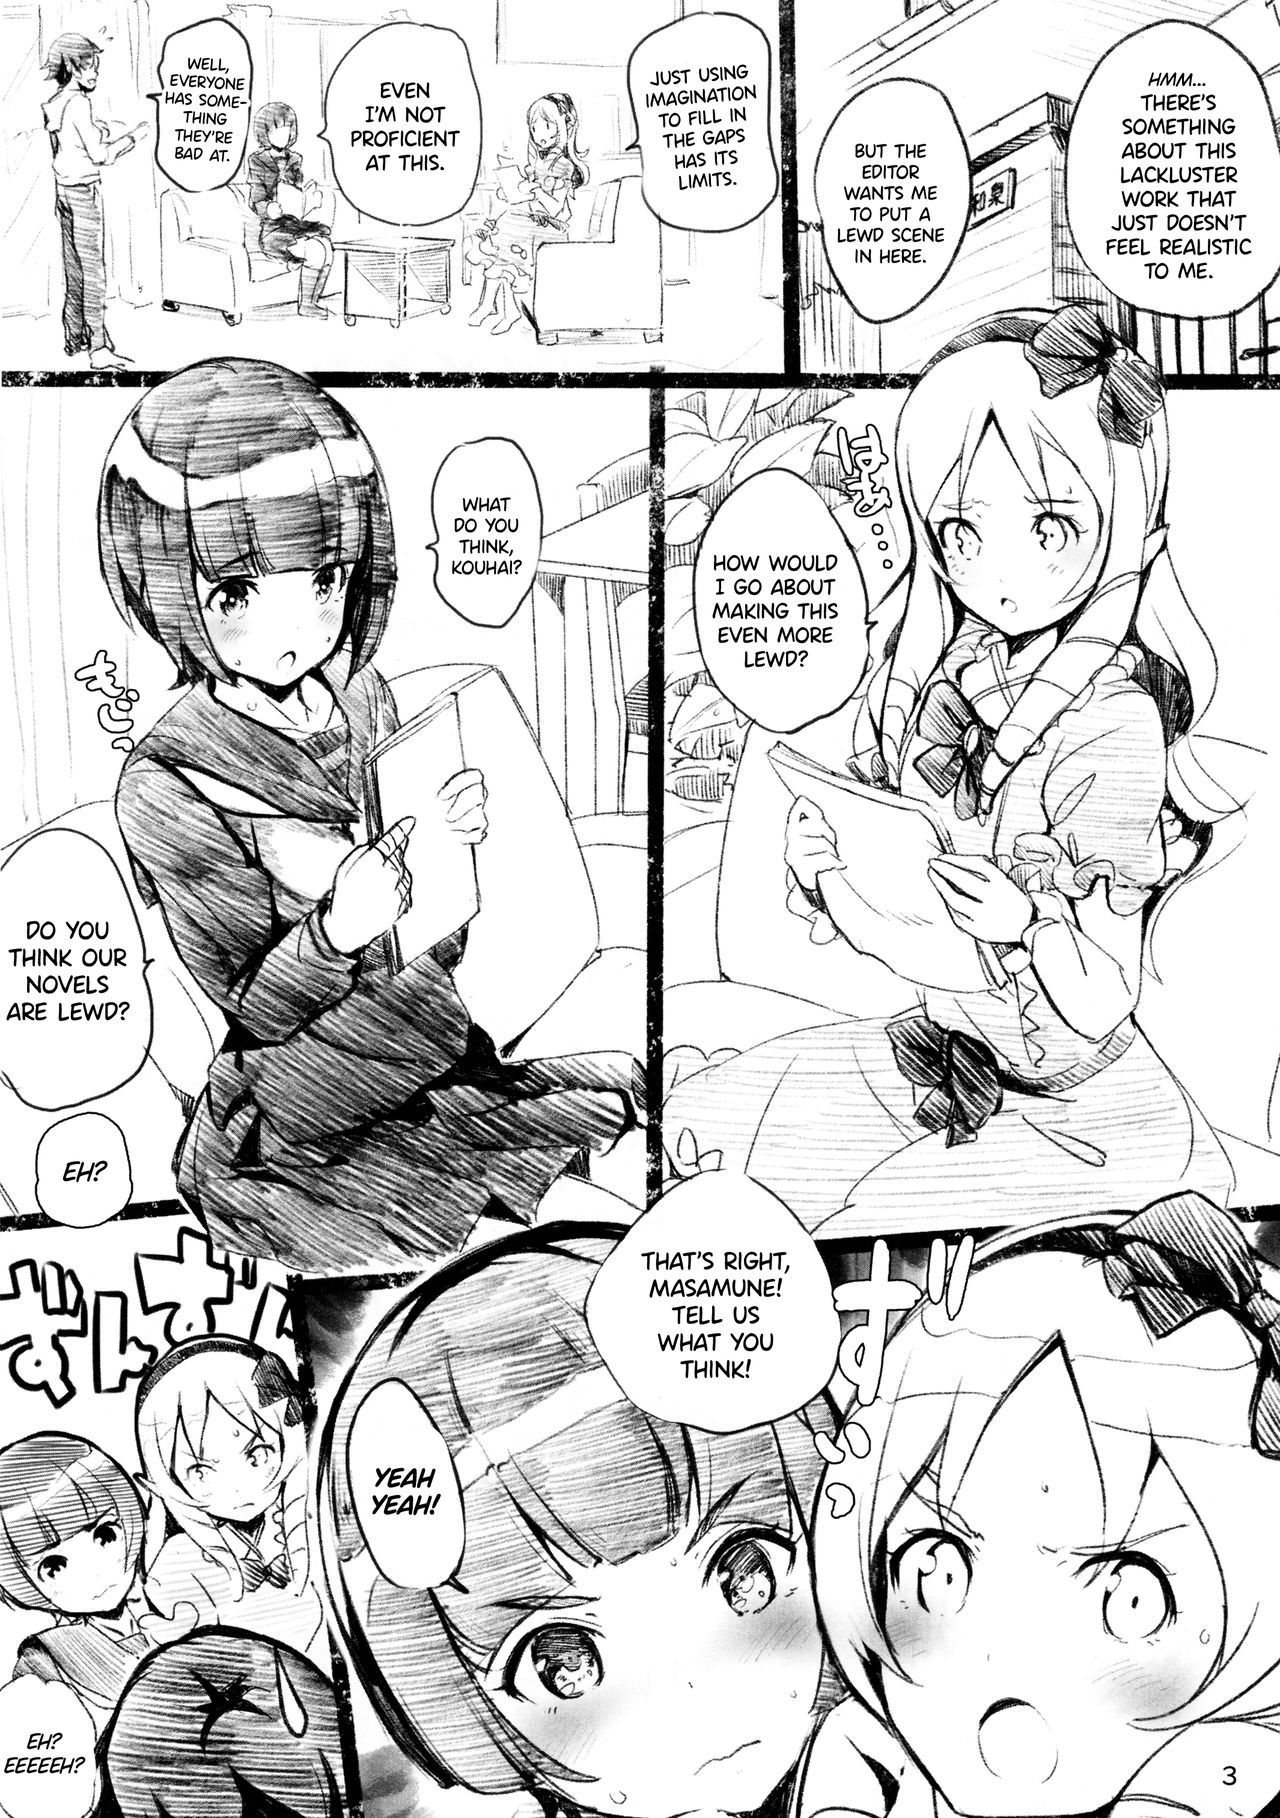 HMM...
THERE'S
SOMETHING
ABOUT THIS
LACKLUSTER
WORK THAT
JUST DOESN'T
FEEL REALISTIC
TO ME.
BUT THE
EDITOR
WANTS ME
TO PUT A
LEWD SCENE
IN HERE.
和泉
JUST USING
IMAGINATION
TO FILL IN
THE GAPS
HAS ITS
LIMITS.
EVEN
I'M NOT
PROFICIENT
AT THIS.
WELL,
EVERYONE
HAS SOME-
THING
THEY'RE
BAD AT.
HOW WOULD
I GO ABOUT
MAKING THIS
EVEN MORE
LEWD?
WHAT
DO YOU
THINK,
KOUHAI?
DO YOU
THINK OUR
NOVELS
ARE LEWD?
EH?
THAT'S RIGHT,
MASAMUNE!
TELL US
WHAT YOU
THINK!
ずいっ
YEAH
YEAH!
EH?
EEEEEH?
3